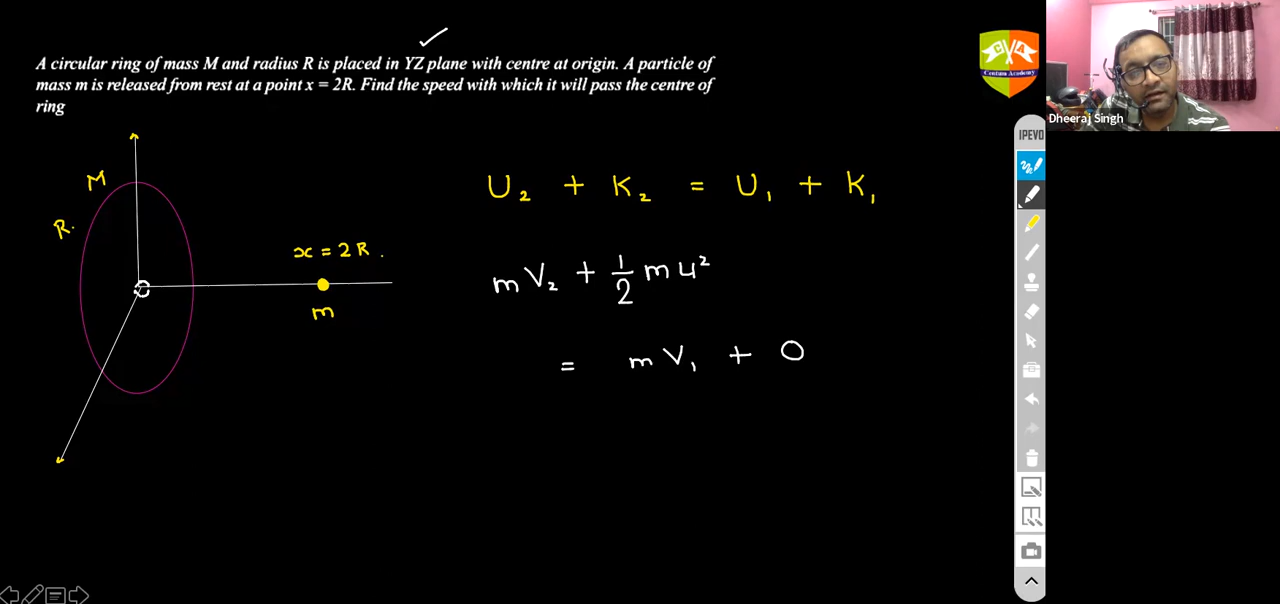 A circular ring of mass M and radius R is placed in YZ plane with centre at origin. A particle of
mass m is released from rest at a point x = 2R. Find the speed with which it will pass the centre of
ring
Centum Academy
Dheeraj Singh
IPEVO
M
R.
x = 2R.
m
U₂ + K₂ = U₁ + K₁
mV₂ + 1/2 mu²
= mV₁ + 0